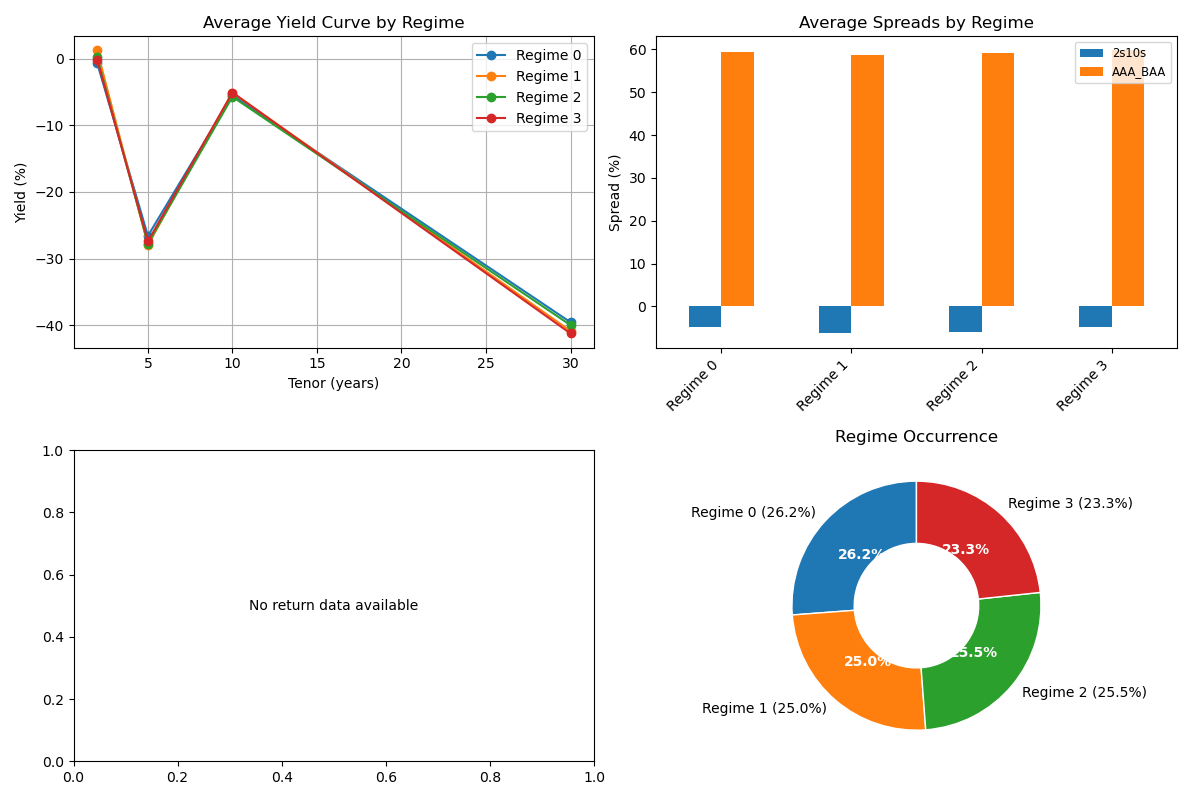 Average Yield Curve by Regime
Yield (%)
0
−10
−20
−30
−40
5
10
15
20
25
30
Tenor (years)
Regime 0
Regime 1
Regime 2
Regime 3
Average Spreads by Regime
Spread (%)
60
50
40
30
20
10
0
2s10s
AAA_BAA
Regime 0
Regime 1
Regime 2
Regime 3
1.0
0.8
0.6
0.4
0.2
0.0
No return data available
0.0
0.2
0.4
0.6
0.8
1.0
Regime Occurrence
Regime 0 (26.2%)
Regime 3 (23.3%)
26.2%
23.3%
25.0%
25.5%
Regime 1 (25.0%)
Regime 2 (25.5%)